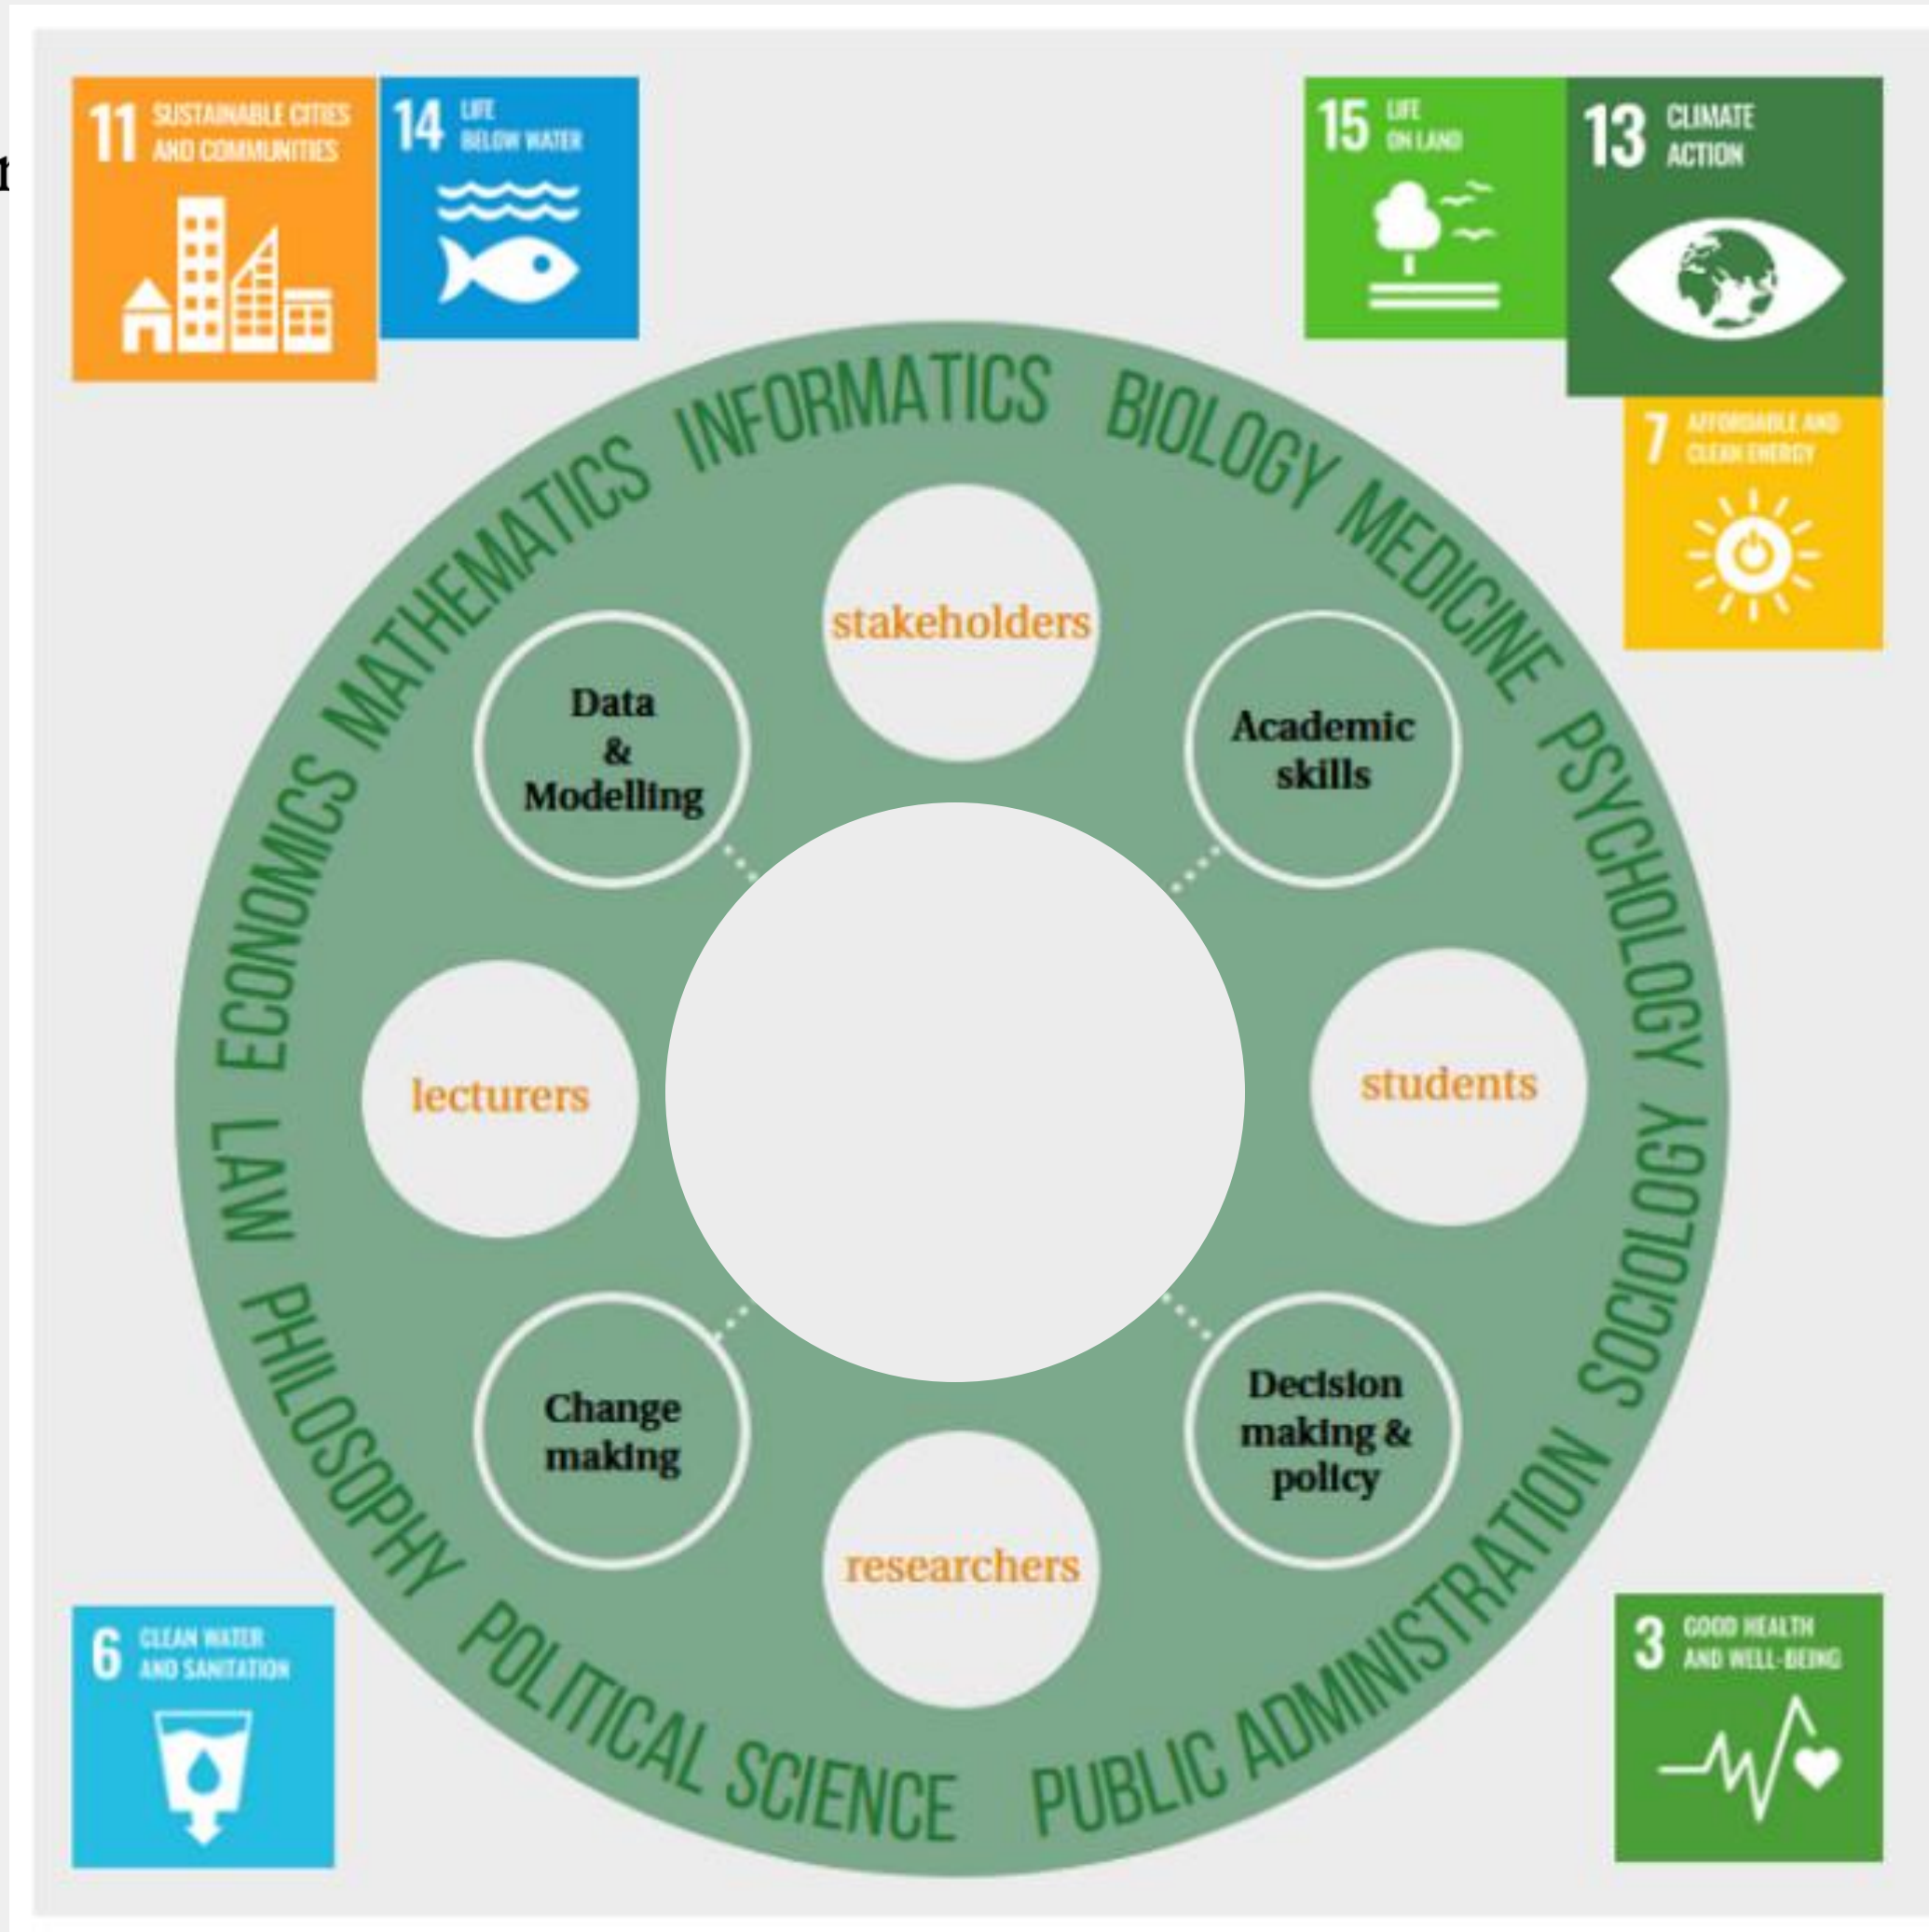 11 SUSTAINABLE CITIES
AND COMMUNITIES
14 LIFE
BELOW WATER
15 LIFE
ON LAND
13 CLIMATE
ACTION
7 AFFORDABLE AND
CLEAN ENERGY
ECONOMICS MATHEMATICS INFORMATICS BIOLOGY MEDICINE PSYCHOLOGY
LAW PHILOSOPHY POLITICAL SCIENCE PUBLIC ADMINISTRATION SOCIOLOGY
stakeholders
Data
&
Modelling
Academic
skills
lecturers
students
Change
making
Decision
making &
policy
researchers
6 CLEAN WATER
AND SANITATION
3 GOOD HEALTH
AND WELL-BEING